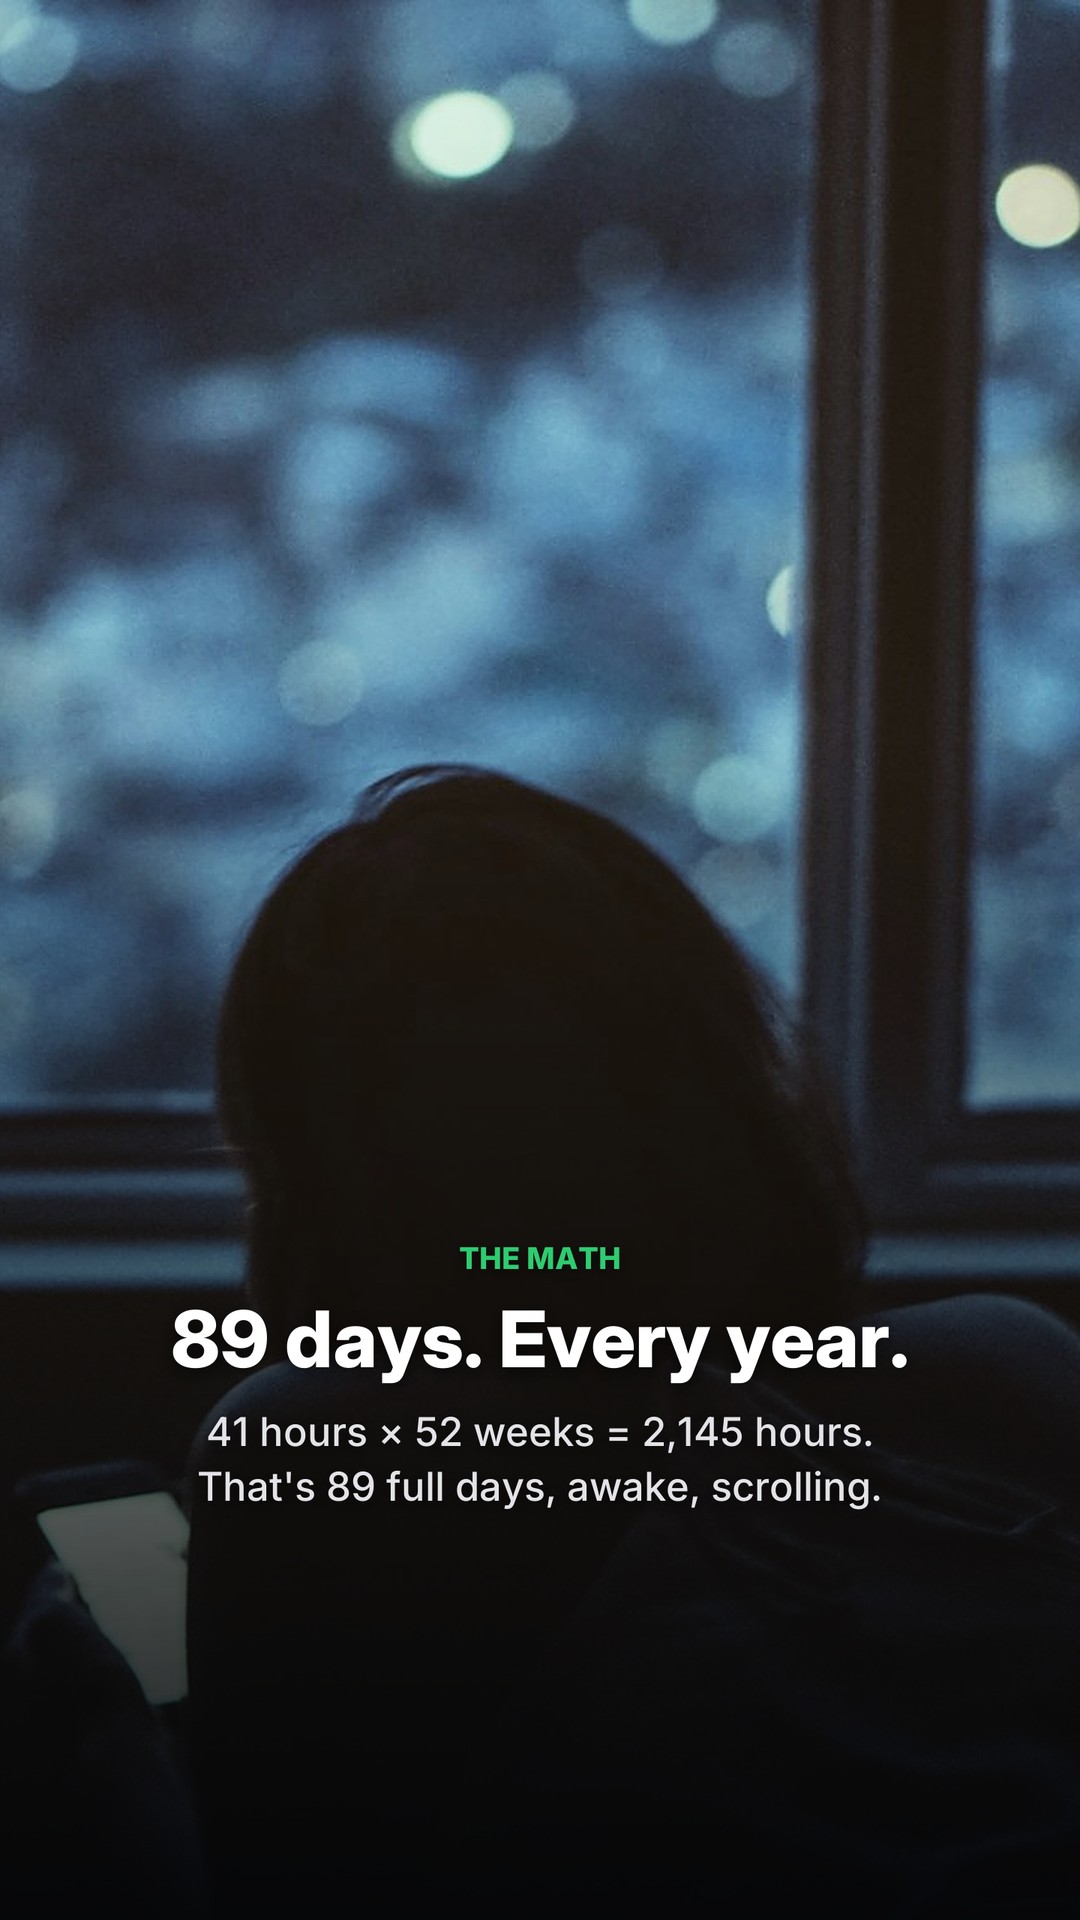 THE MATH
89 days. Every year.
41 hours × 52 weeks = 2,145 hours.
That's 89 full days, awake, scrolling.